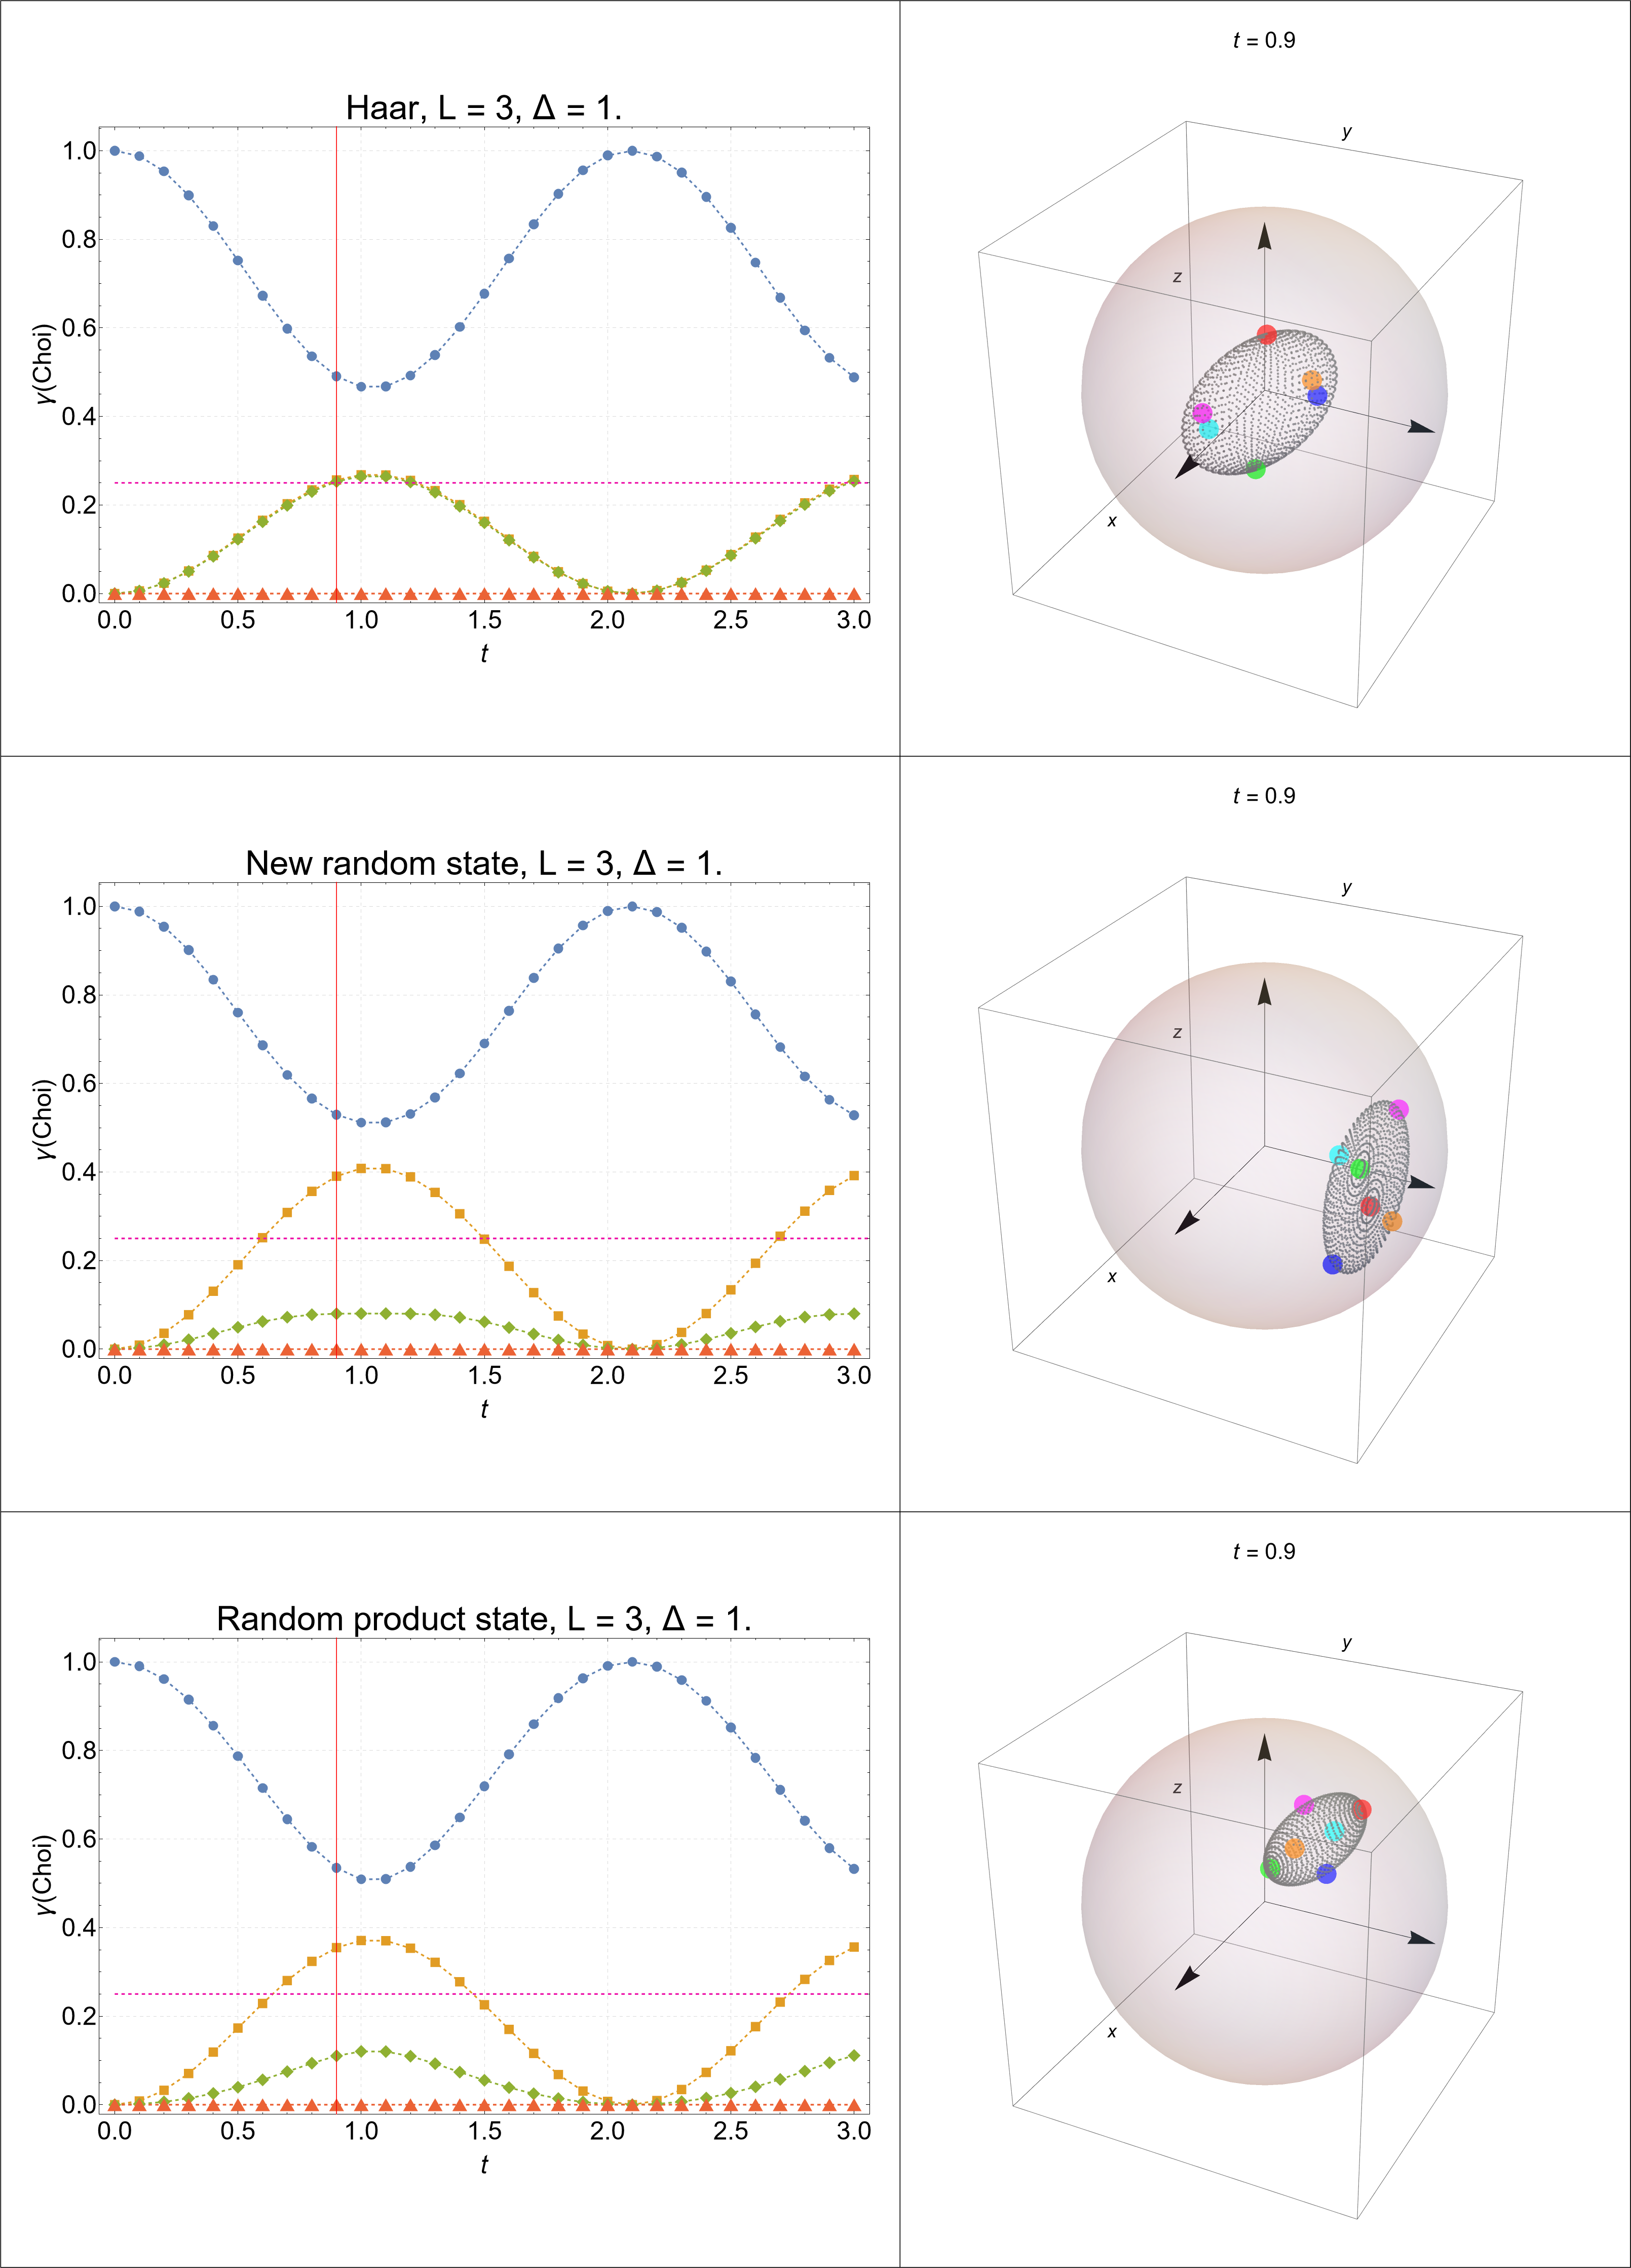 t = 0.9
Haar, L = 3, Δ = 1.
y
z
x
γ(Choi)
1.0
0.8
0.6
0.4
0.2
0.0
0.0 0.5 1.0 1.5 2.0 2.5 3.0
t
t = 0.9
New random state, L = 3, Δ = 1.
y
z
x
γ(Choi)
1.0
0.8
0.6
0.4
0.2
0.0
0.0 0.5 1.0 1.5 2.0 2.5 3.0
t
t = 0.9
Random product state, L = 3, Δ = 1.
y
z
x
γ(Choi)
1.0
0.8
0.6
0.4
0.2
0.0
0.0 0.5 1.0 1.5 2.0 2.5 3.0
t